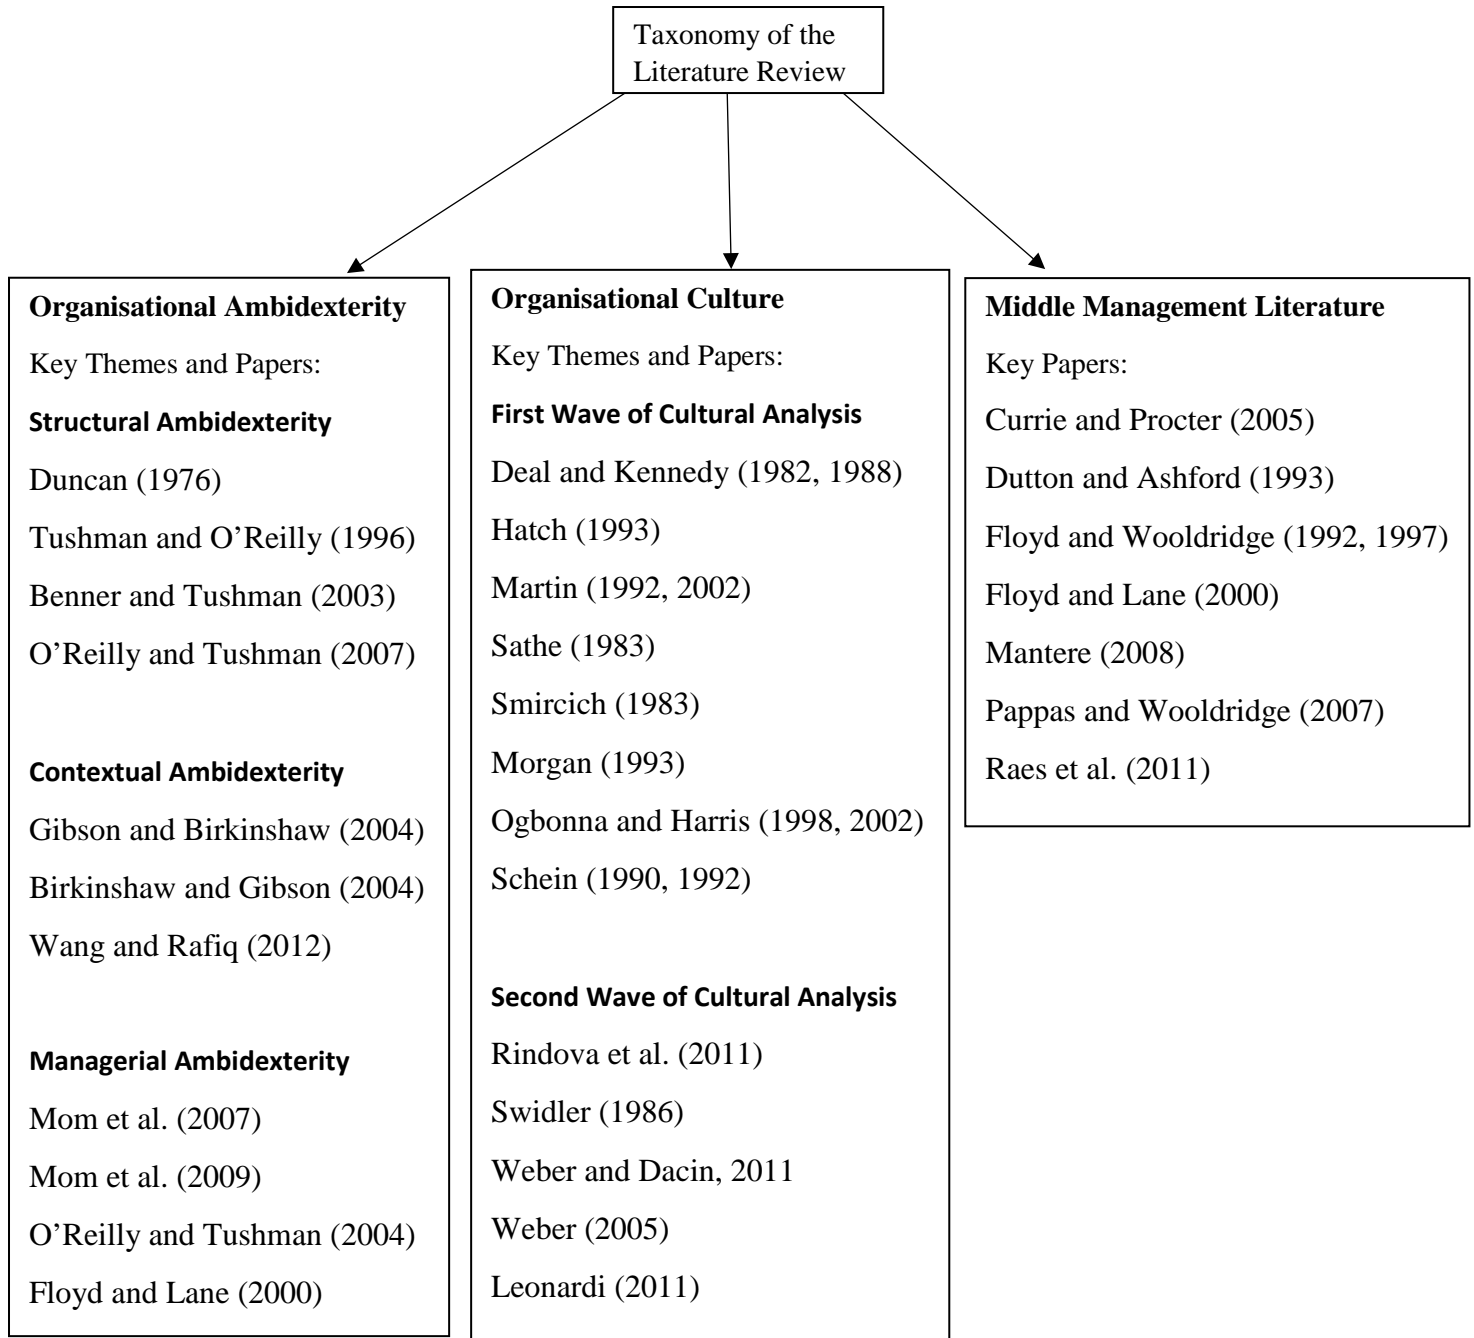 Taxonomy of the
Literature Review
Organisational Ambidexterity
Key Themes and Papers:
Structural Ambidexterity
Duncan (1976)
Tushman and O’Reilly (1996)
Benner and Tushman (2003)
O’Reilly and Tushman (2007)
Contextual Ambidexterity
Gibson and Birkinshaw (2004)
Birkinshaw and Gibson (2004)
Wang and Rafiq (2012)
Managerial Ambidexterity
Mom et al. (2007)
Mom et al. (2009)
O’Reilly and Tushman (2004)
Floyd and Lane (2000)
Organisational Culture
Key Themes and Papers:
First Wave of Cultural Analysis
Deal and Kennedy (1982, 1988)
Hatch (1993)
Martin (1992, 2002)
Sathe (1983)
Smircich (1983)
Morgan (1993)
Ogbonna and Harris (1998, 2002)
Schein (1990, 1992)
Second Wave of Cultural Analysis
Rindova et al. (2011)
Swidler (1986)
Weber and Dacin, 2011
Weber (2005)
Leonardi (2011)
Middle Management Literature
Key Papers:
Currie and Procter (2005)
Dutton and Ashford (1993)
Floyd and Wooldridge (1992, 1997)
Floyd and Lane (2000)
Mantere (2008)
Pappas and Wooldridge (2007)
Raes et al. (2011)